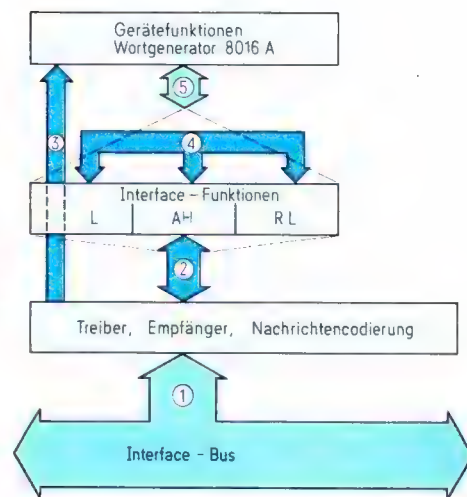 Gerätefunktionen
Wortgenerator 8016 A
5
3
4
Interface-Funktionen
L AH RL
2
Treiber, Empfänger, Nachrichtencodierung
1
Interface-Bus